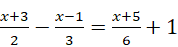 (x+3)/2 − (x−1)/3 = (x+5)/6 + 1